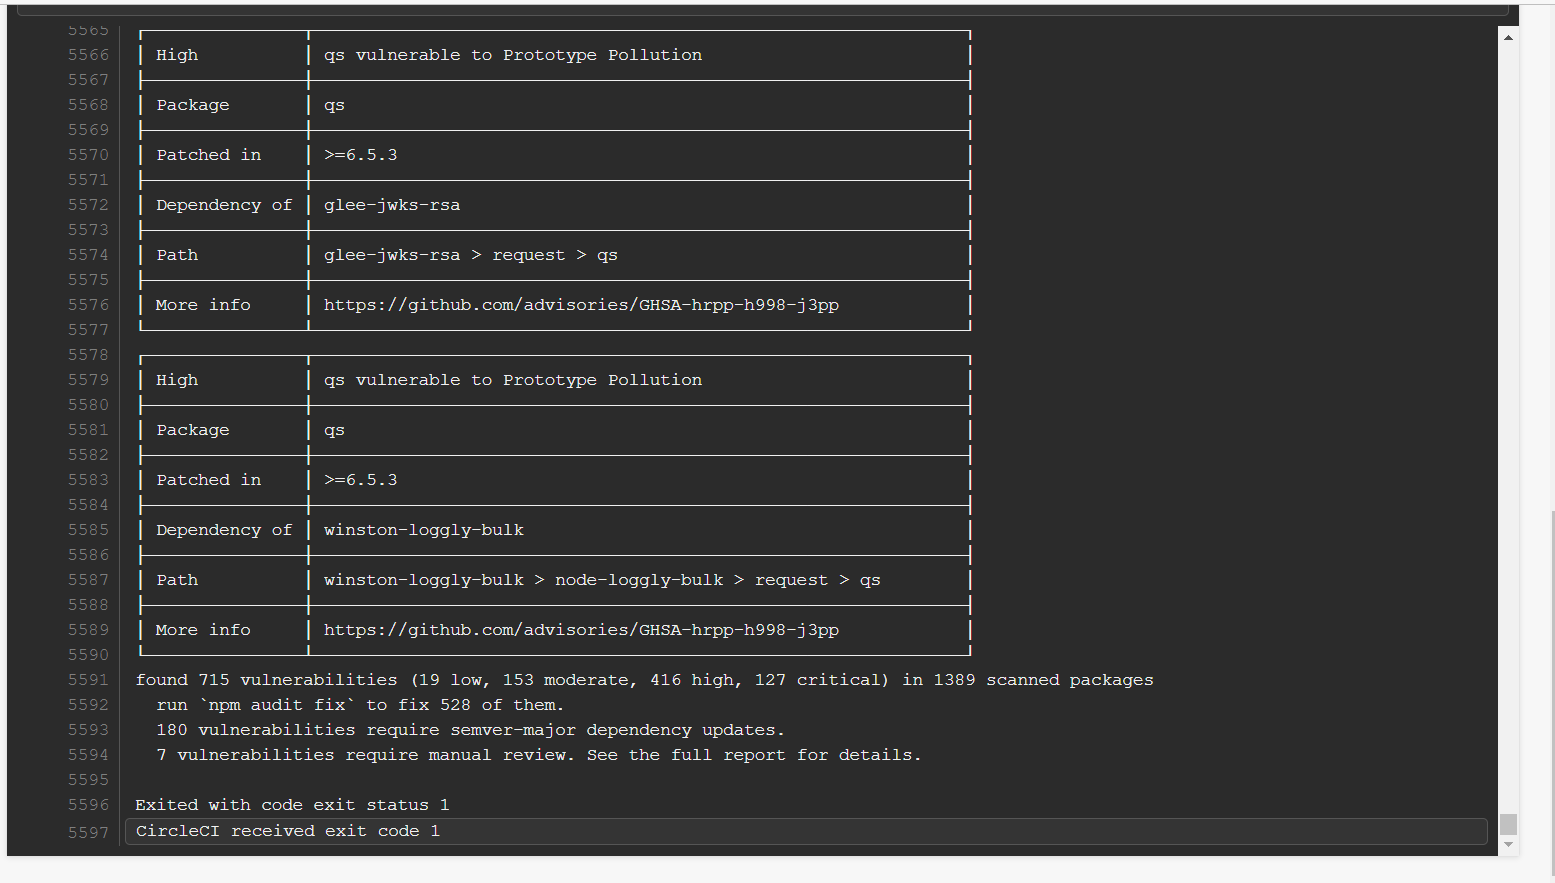 5565
5566 High qs vulnerable to Prototype Pollution
5567
5568 Package qs
5569
5570 Patched in >=6.5.3
5571
5572 Dependency of glee-jwks-rsa
5573
5574 Path glee-jwks-rsa > request > qs
5575
5576 More info https://github.com/advisories/GHSA-hrpp-h998-j3pp
5577
5578
5579 High qs vulnerable to Prototype Pollution
5580
5581 Package qs
5582
5583 Patched in >=6.5.3
5584
5585 Dependency of winston-loggly-bulk
5586
5587 Path winston-loggly-bulk > node-loggly-bulk > request > qs
5588
5589 More info https://github.com/advisories/GHSA-hrpp-h998-j3pp
5590
5591 found 715 vulnerabilities (19 low, 153 moderate, 416 high, 127 critical) in 1389 scanned packages
5592 run `npm audit fix` to fix 528 of them.
5593 180 vulnerabilities require semver-major dependency updates.
5594 7 vulnerabilities require manual review. See the full report for details.
5595
5596 Exited with code exit status 1
5597 CircleCI received exit code 1